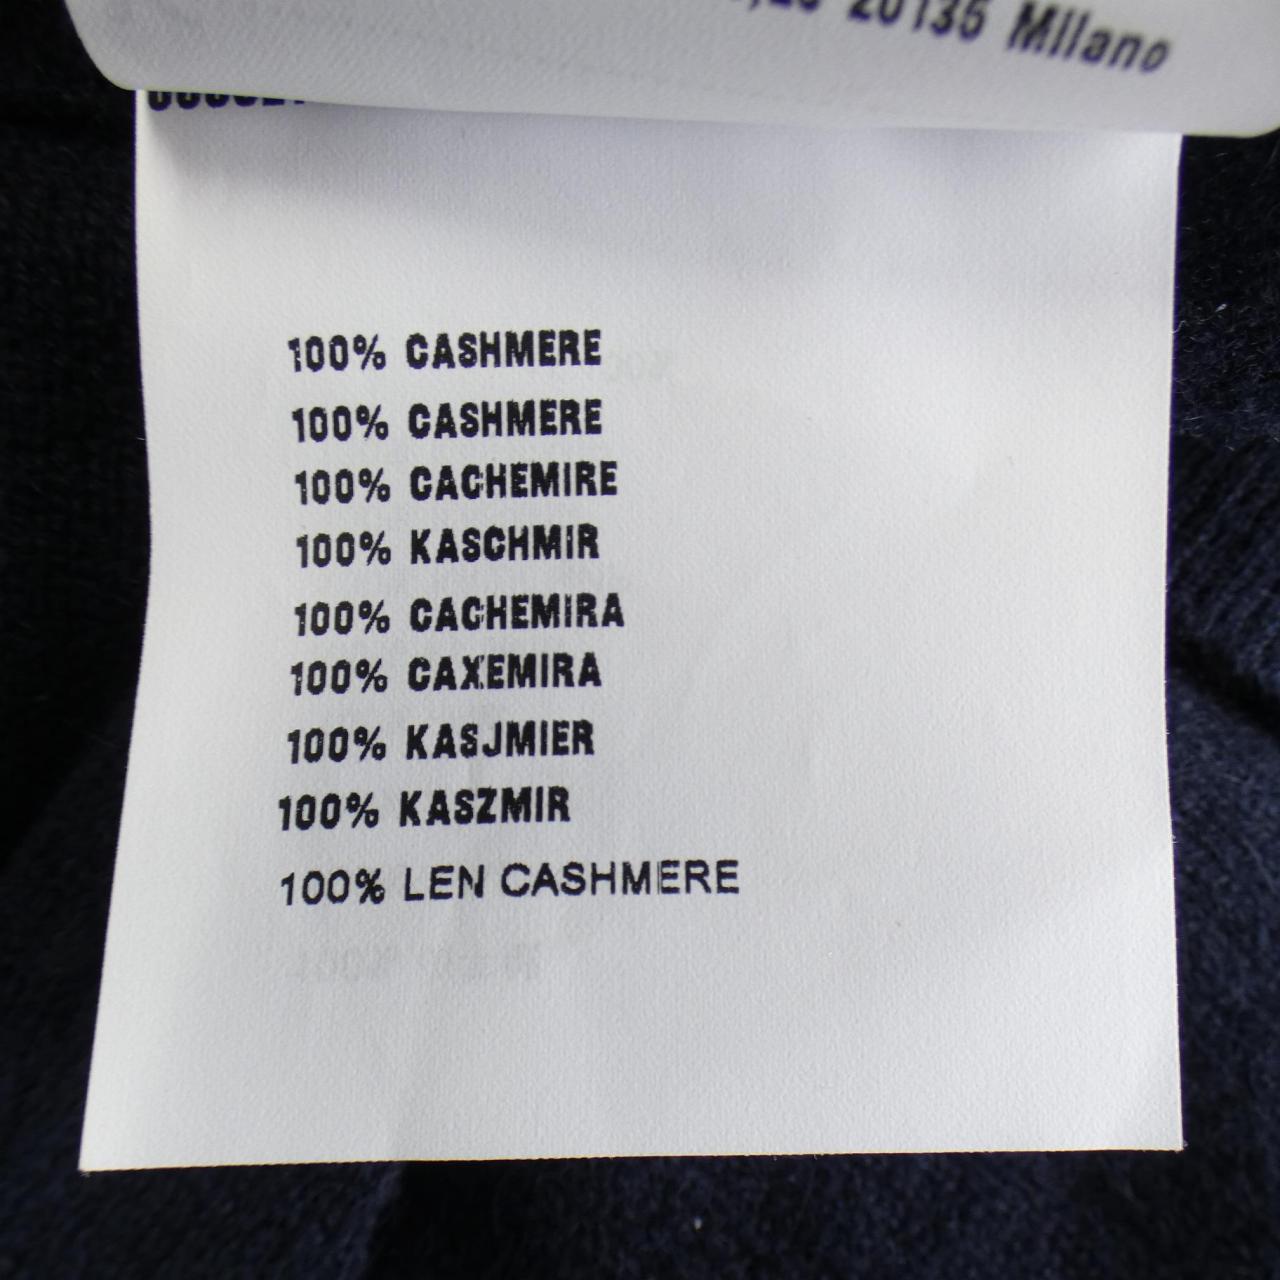 20135 Milano
100% CASHMERE
100% CASHMERE
100% CACHEMIRE
100% KASCHMIR
100% CACHEMIRA
100% CAXEMIRA
100% KASJMIER
100% KASZMIR
100% LEN CASHMERE